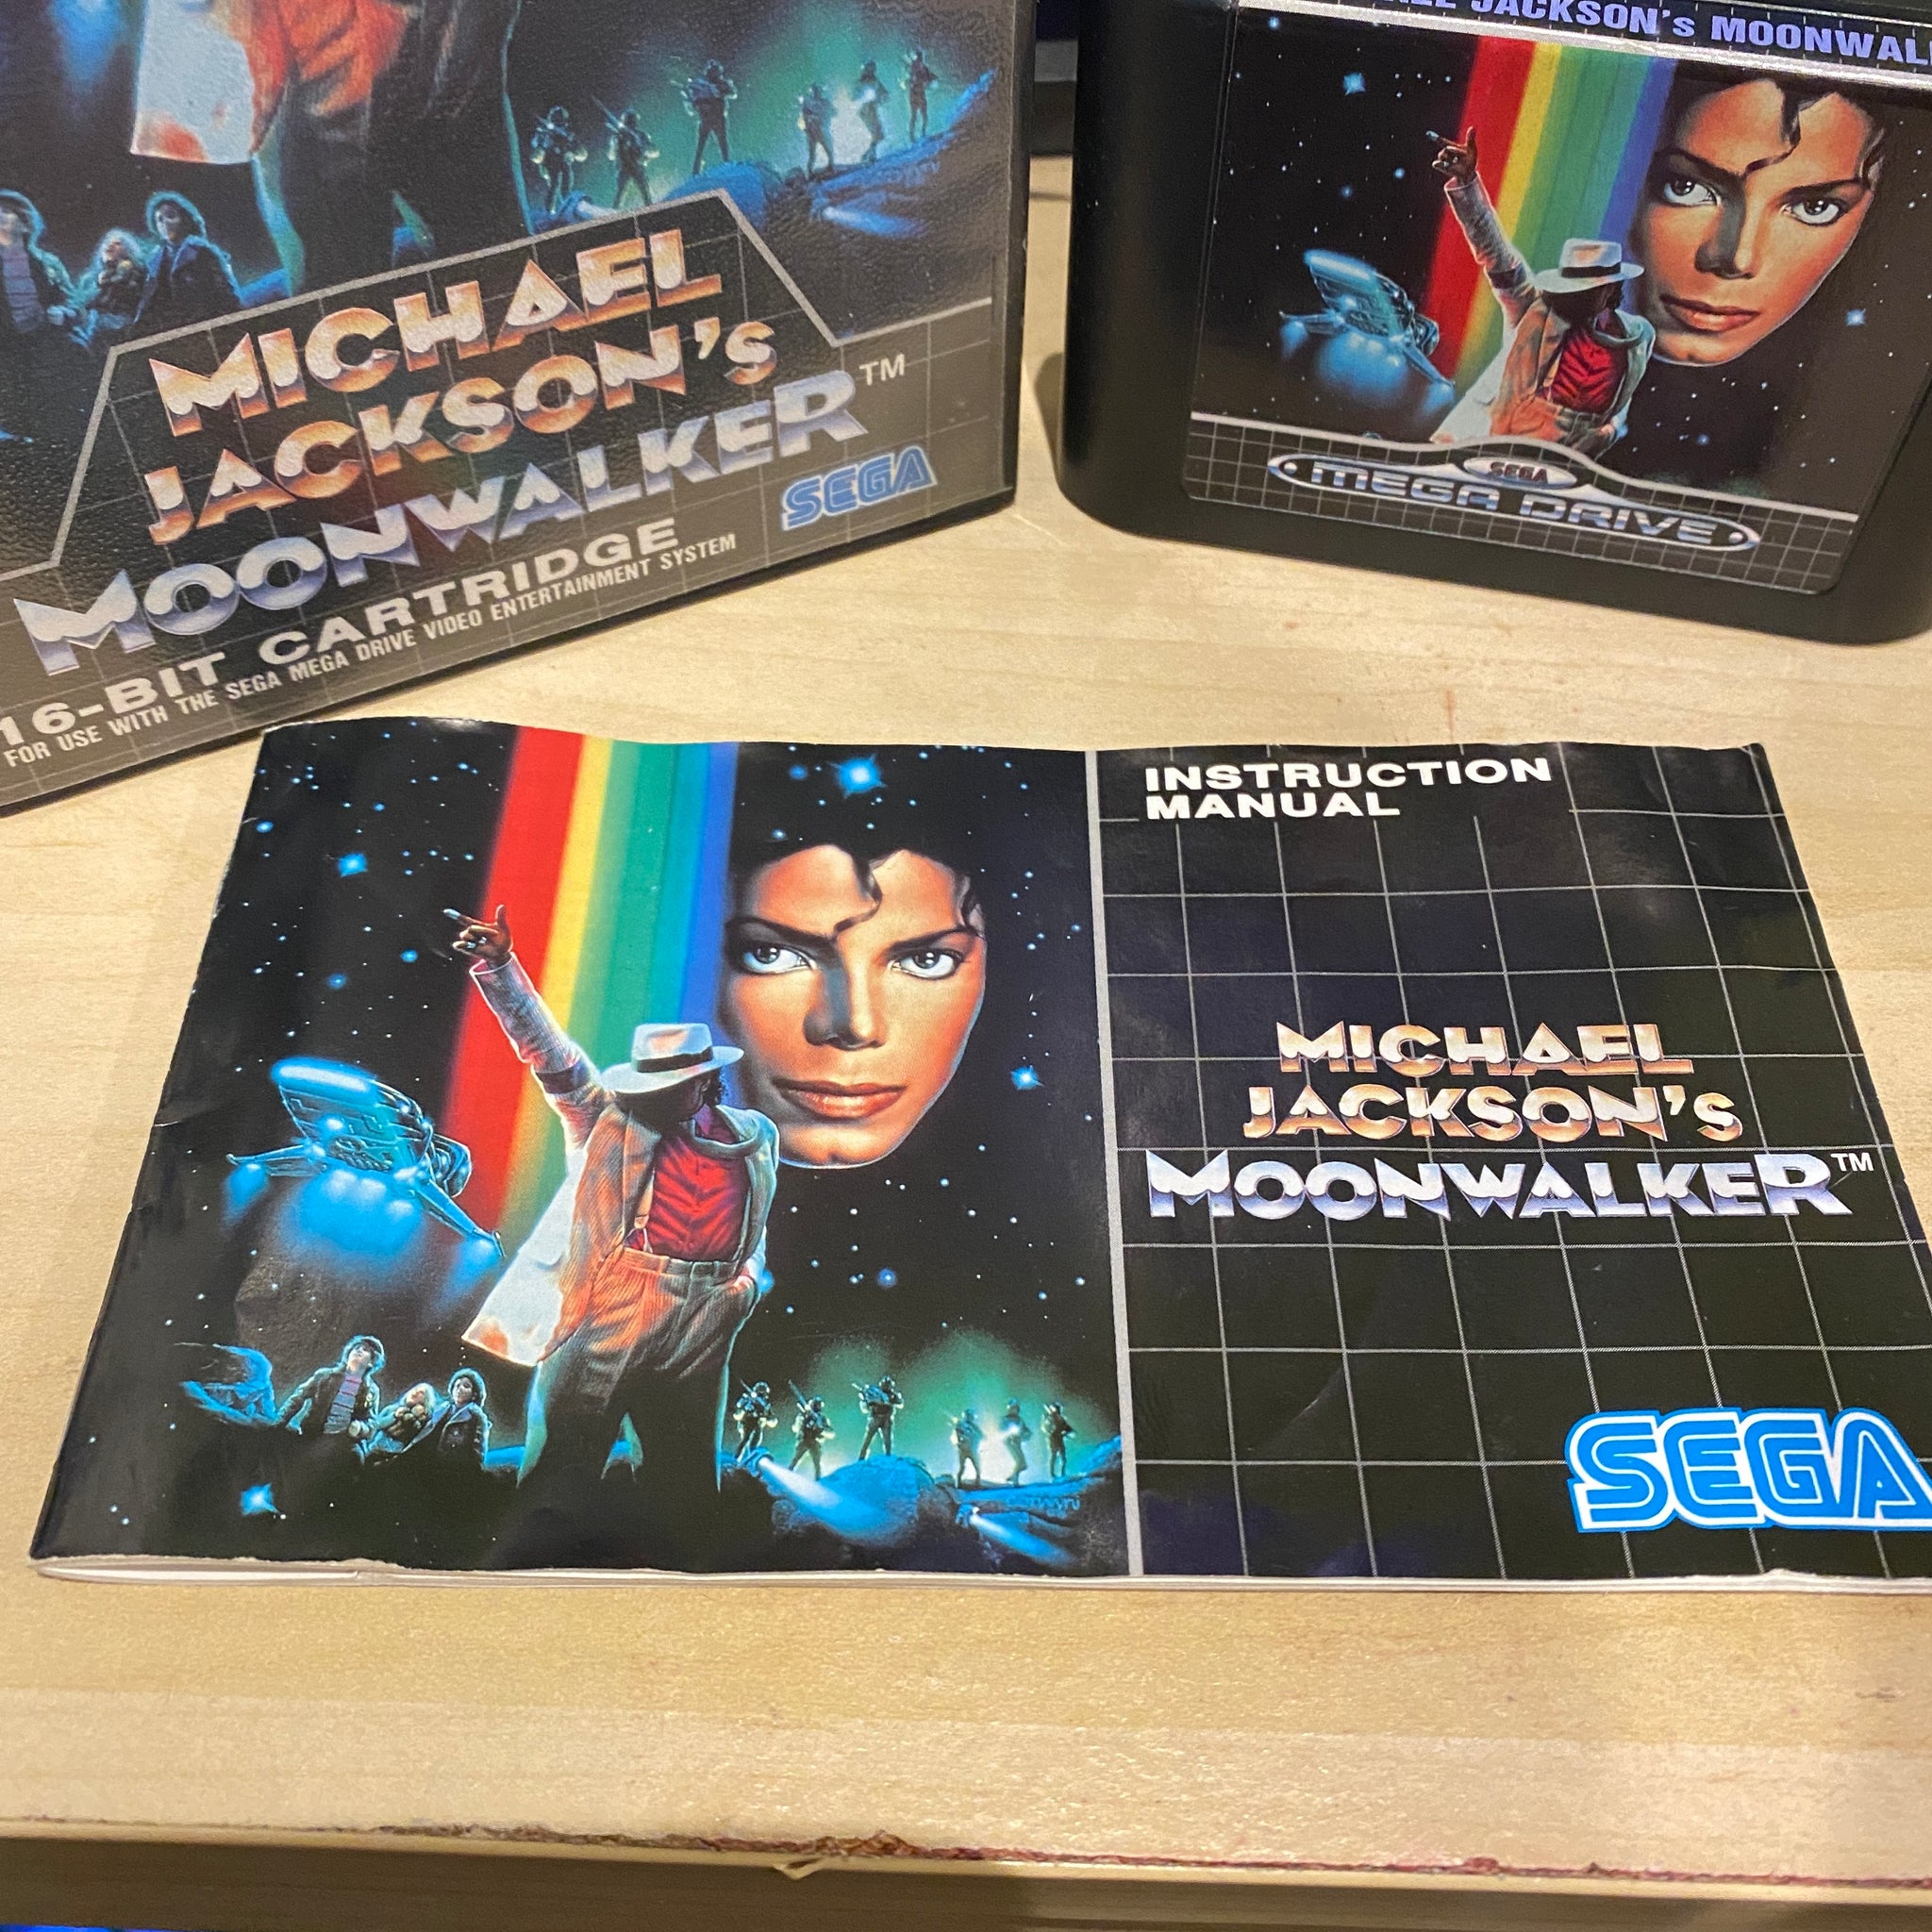 MICHAEL
JACKSON's
MOONWALKER™
SEGA
16-BIT CARTRIDGE
FOR USE WITH THE SEGA MEGA DRIVE VIDEO ENTERTAINMENT SYSTEM
JACKSON's MOONWAL
SEGA
MEGA DRIVE
INSTRUCTION
MANUAL
MICHAEL
JACKSON's
MOONWALKER™
SEGA